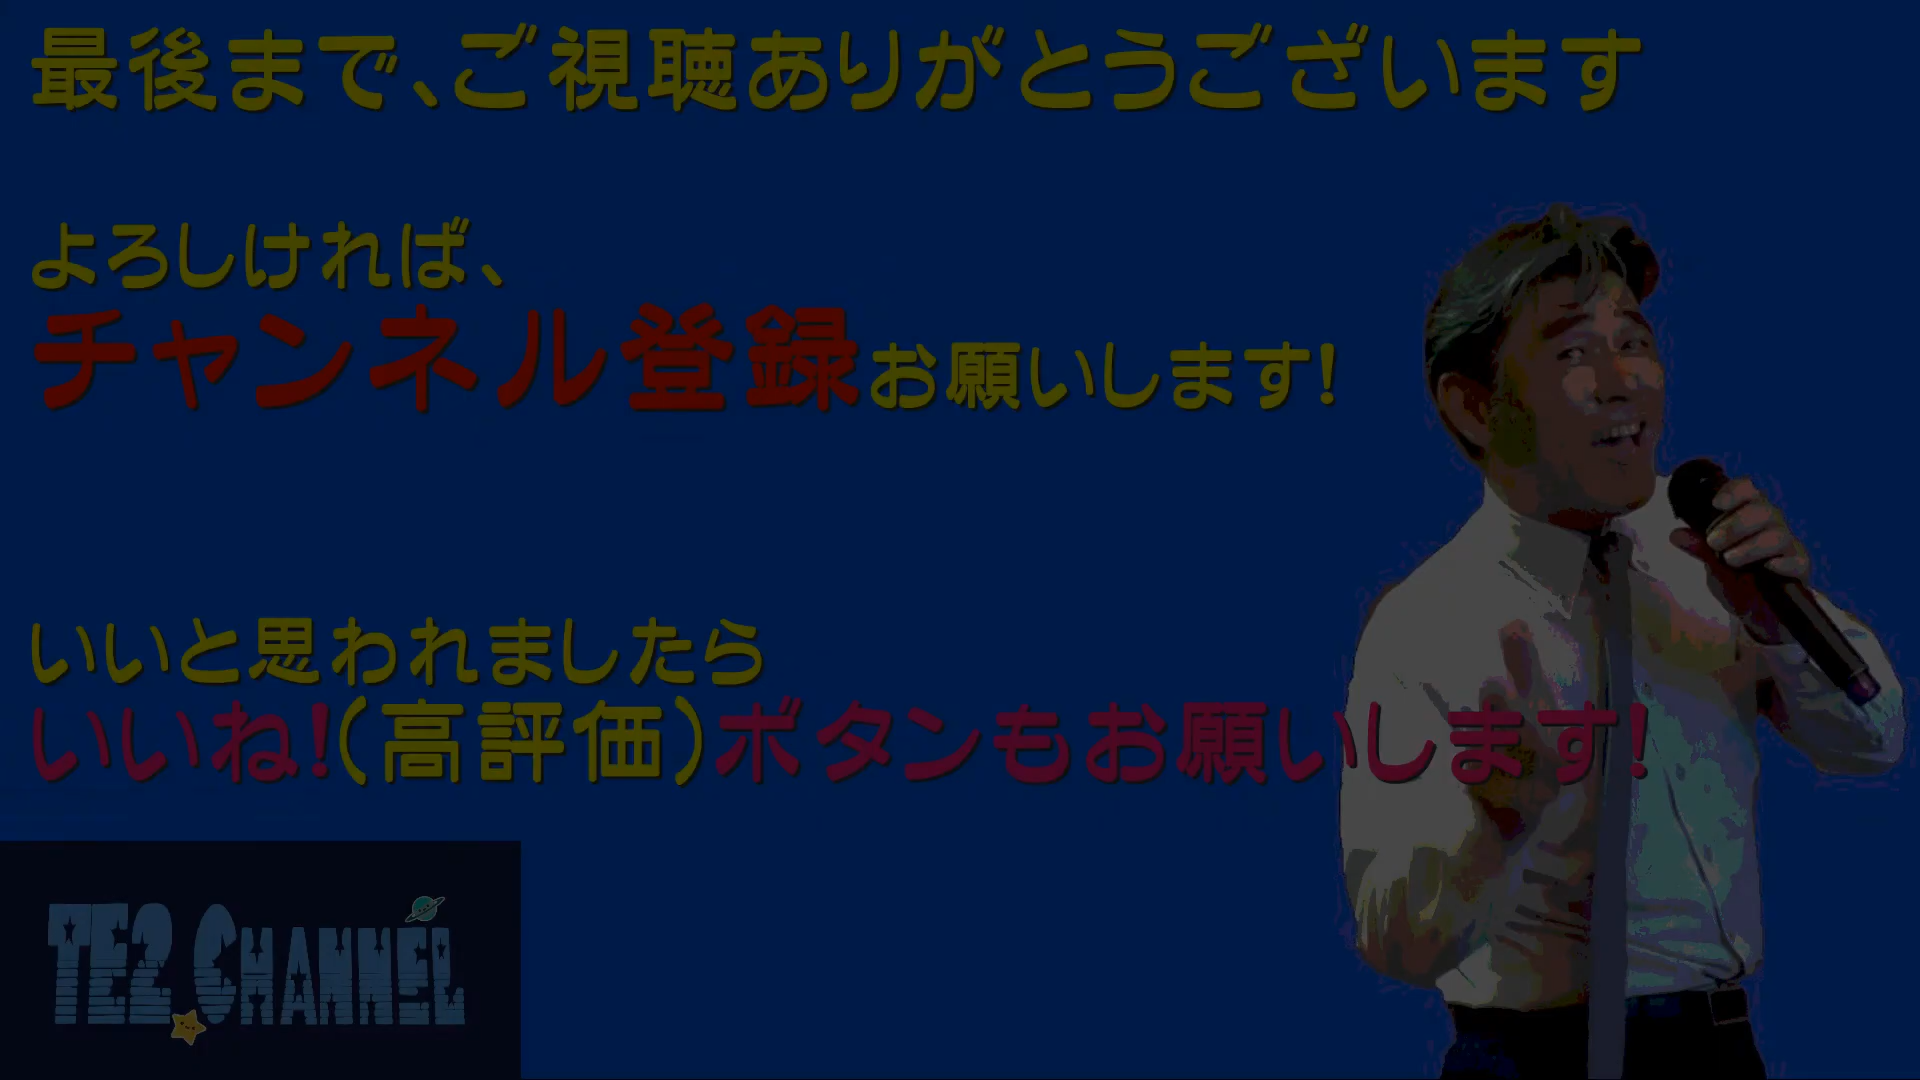 最後まで、ご視聴ありがとうございます
よろしければ、
チャンネル登録お願いします!
いいと思われましたら
いいね!(高評価)ボタンもお願いします!
TE2 CHANNEL